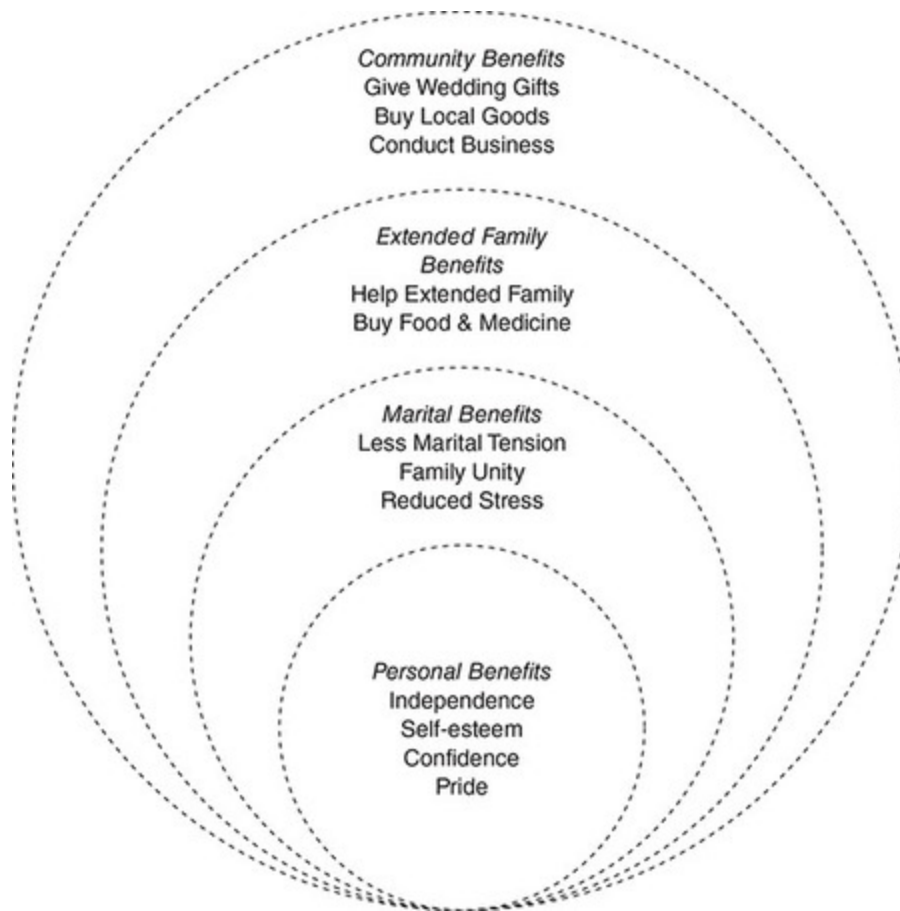 Community Benefits
Give Wedding Gifts
Buy Local Goods
Conduct Business
Extended Family
Benefits
Help Extended Family
Buy Food & Medicine
Marital Benefits
Less Marital Tension
Family Unity
Reduced Stress
Personal Benefits
Independence
Self-esteem
Confidence
Pride